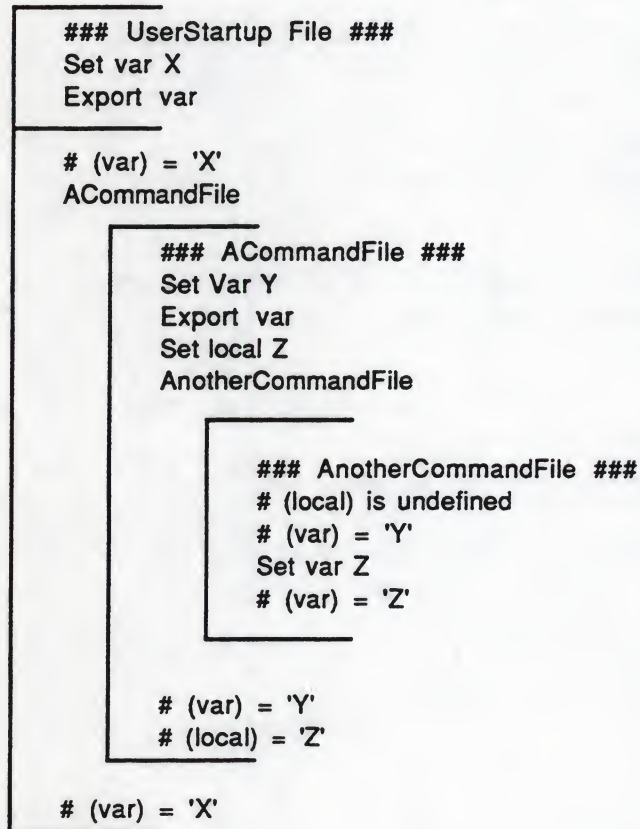 ### UserStartup File ###
Set var X
Export var
# (var) = 'X'
ACommandFile
### ACommandFile ###
Set Var Y
Export var
Set local Z
AnotherCommandFile
### AnotherCommandFile ###
# (local) is undefined
# (var) = 'Y'
Set var Z
# (var) = 'Z'
# (var) = 'Y'
# (local) = 'Z'
# (var) = 'X'